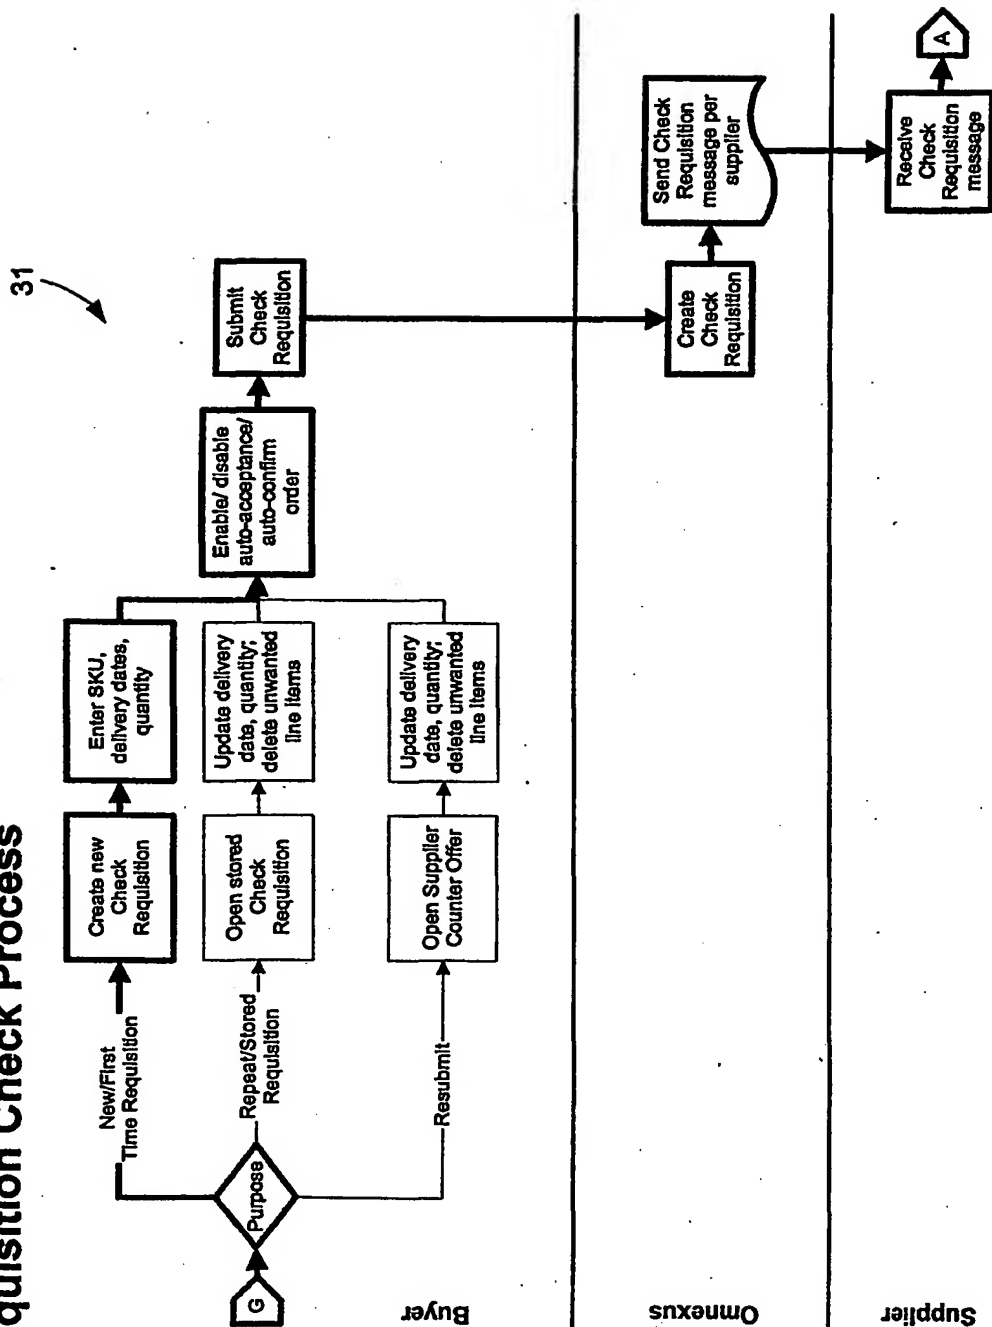 quisition Check Process
31
G
Purpose
New/First
Time Requisition
Repeat/Stored
Requisition
Resubmit
Create new
Check
Requisition
Enter SKU,
delivery dates,
quantity
Open stored
Check
Requisition
Update delivery
date, quantity;
delete unwanted
line items
Open Supplier
Counter Offer
Update delivery
date, quantity;
delete unwanted
line items
Enable/ disable
auto-acceptance/
auto-confirm
order
Submit
Check
Requisition
Buyer
Create
Check
Requisition
Send Check
Requisition
message per
supplier
Omnexus
Receive
Check
Requisition
message
A
Supplier